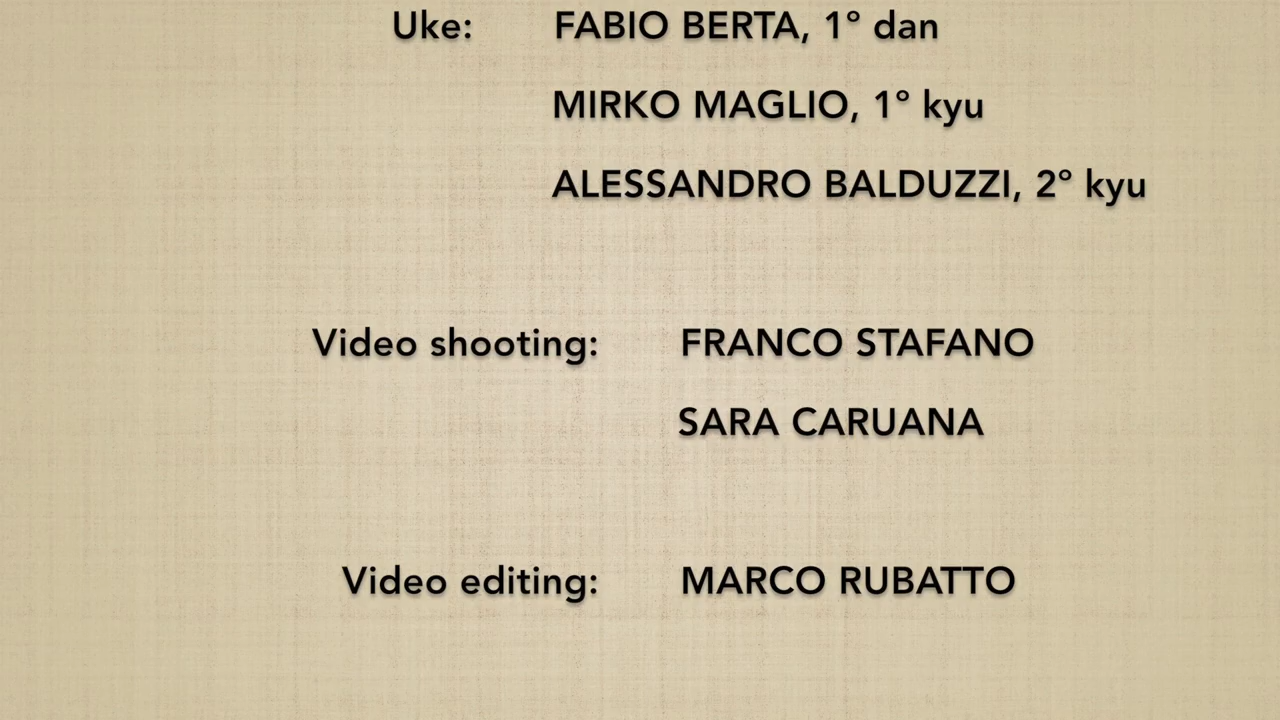 Uke: FABIO BERTA, 1° dan
MIRKO MAGLIO, 1° kyu
ALESSANDRO BALDUZZI, 2° kyu
Video shooting: FRANCO STAFANO
SARA CARUANA
Video editing: MARCO RUBATTO